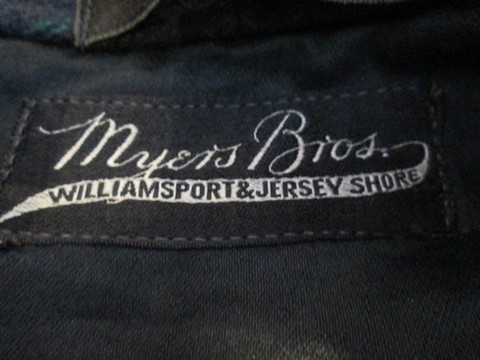 Myers Bros.
WILLIAMSPORT&JERSEY SHORE